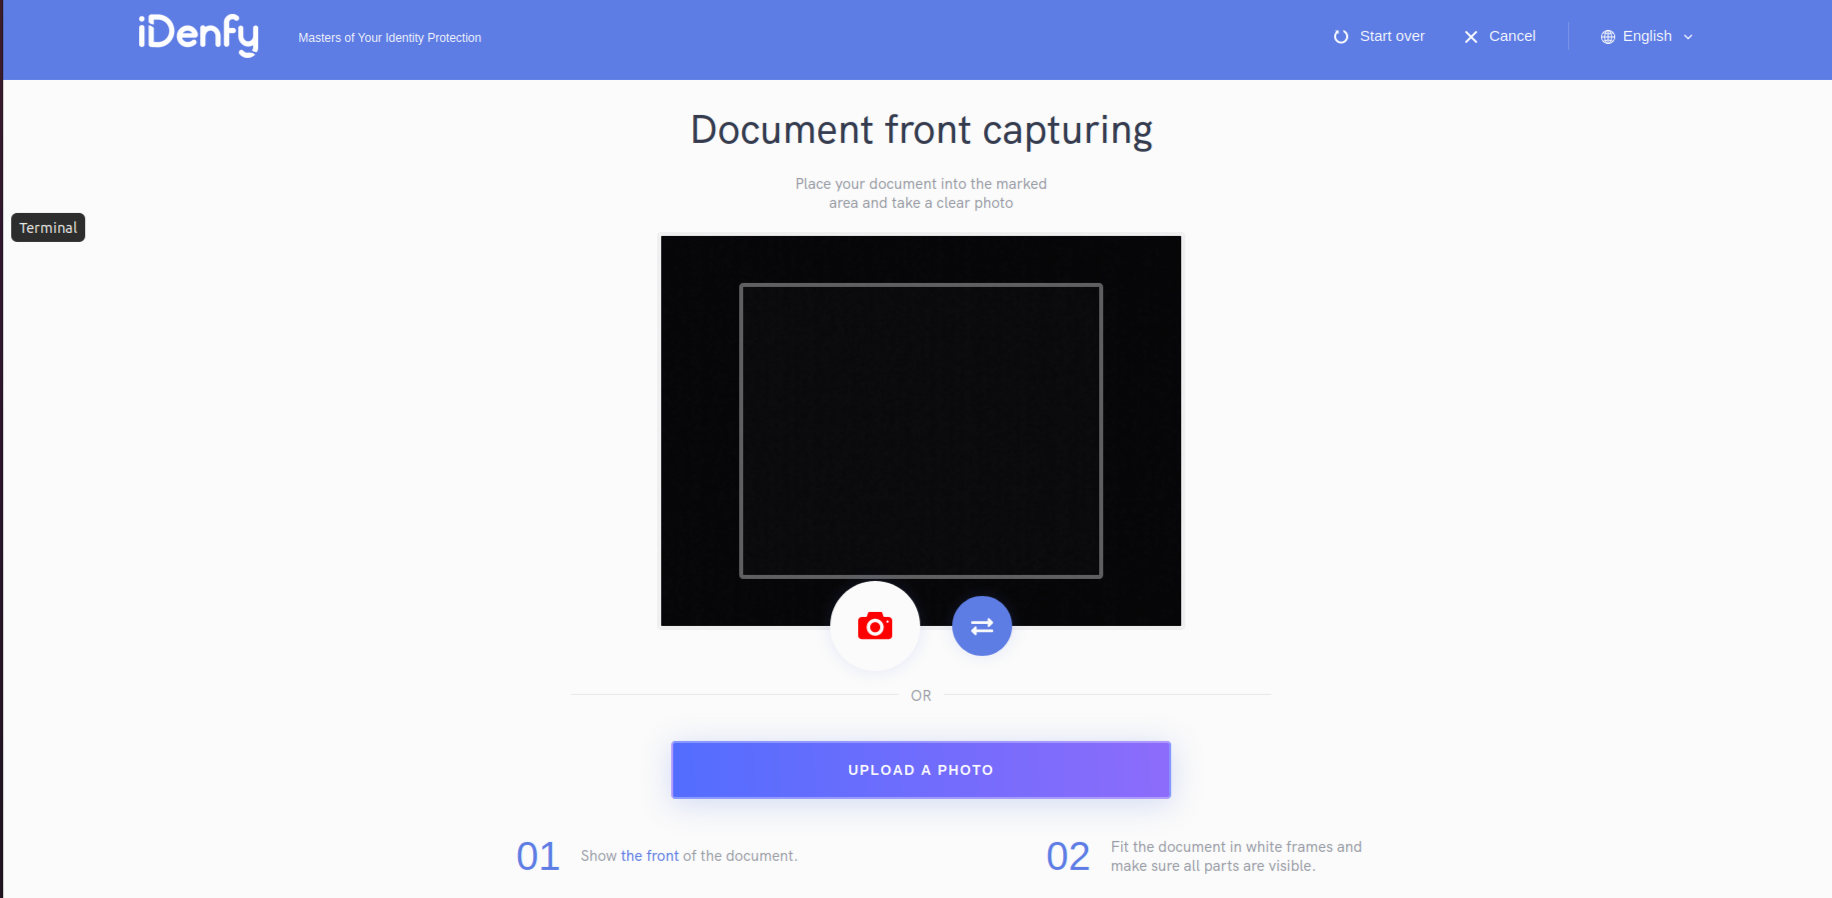 iDenfy
Masters of Your Identity Protection
Start over
Cancel
English
Document front capturing
Place your document into the marked
area and take a clear photo
Terminal
OR
UPLOAD A PHOTO
01
Show the front of the document.
02
Fit the document in white frames and
make sure all parts are visible.